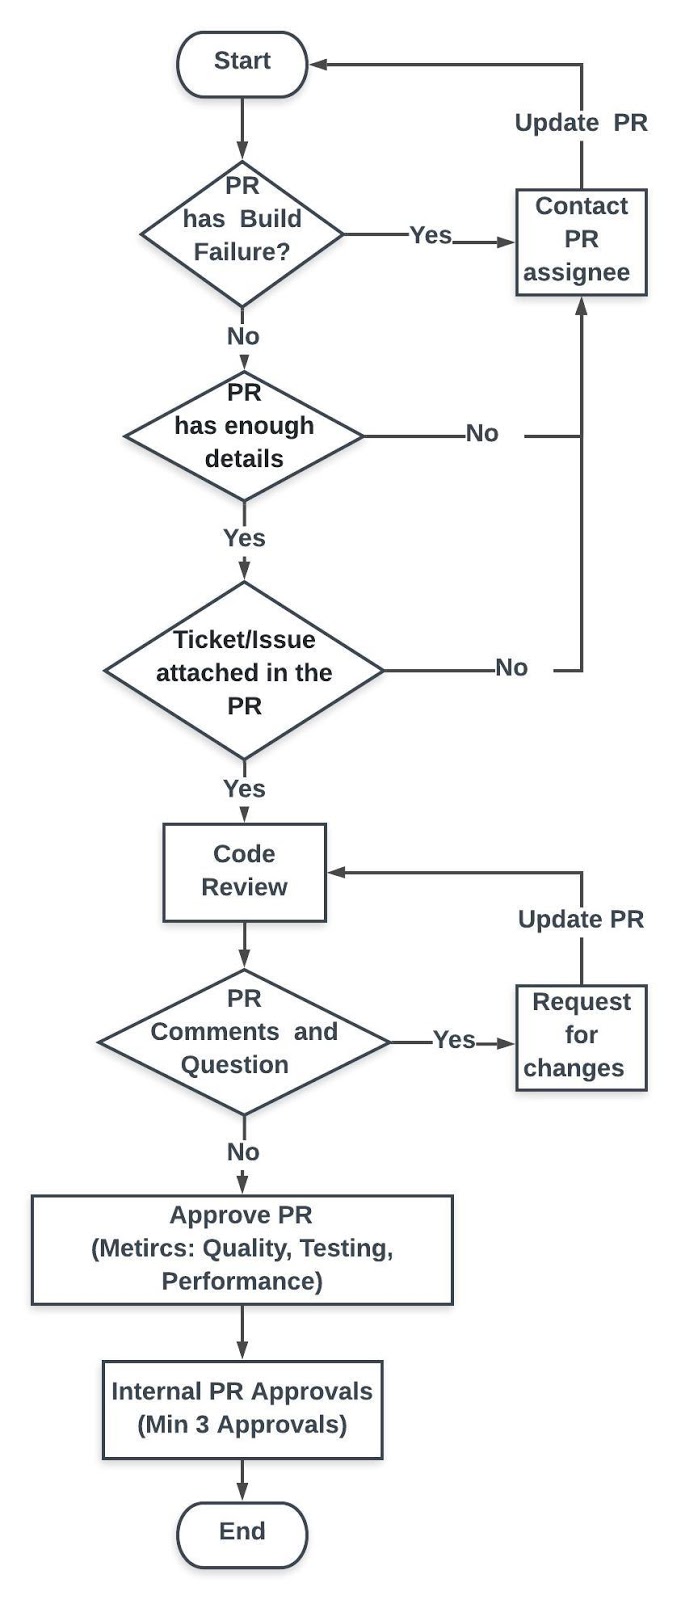 Start
Update PR
PR
has Build
Failure?
Yes
Contact
PR
assignee
No
PR
has enough
details
No
Yes
Ticket/Issue
attached in the
PR
No
Yes
Code
Review
Update PR
PR
Comments and
Question
Yes
Request
for
changes
No
Approve PR
(Metircs: Quality, Testing,
Performance)
Internal PR Approvals
(Min 3 Approvals)
End